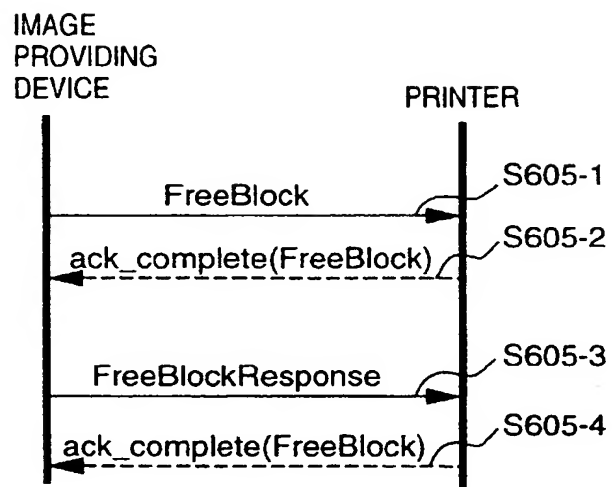 IMAGE
PROVIDING
DEVICE
PRINTER
FreeBlock
S605-1
ack_complete(FreeBlock)
S605-2
FreeBlockResponse
S605-3
ack_complete(FreeBlock)
S605-4